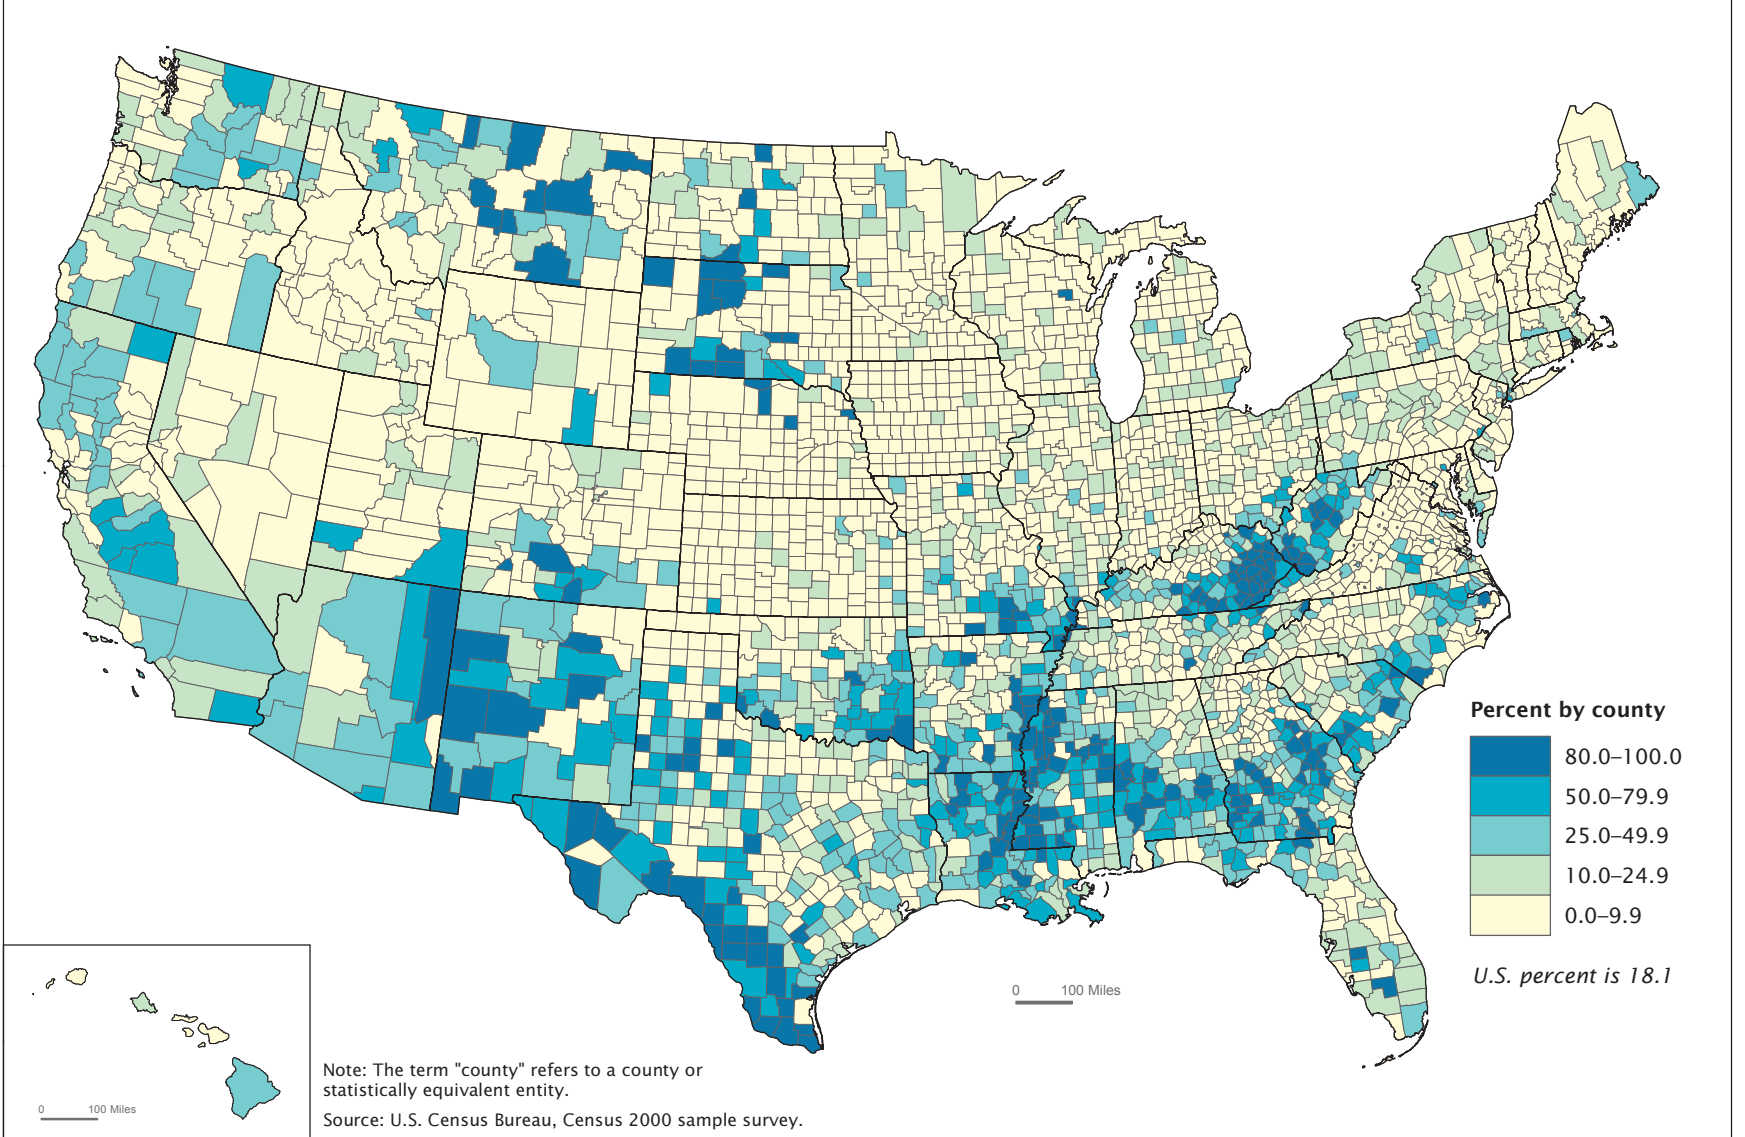 Percent by county
80.0–100.0
50.0–79.9
25.0–49.9
10.0–24.9
0.0–9.9
U.S. percent is 18.1
0 100 Miles
Note: The term "county" refers to a county or
statistically equivalent entity.
0 100 Miles
Source: U.S. Census Bureau, Census 2000 sample survey.